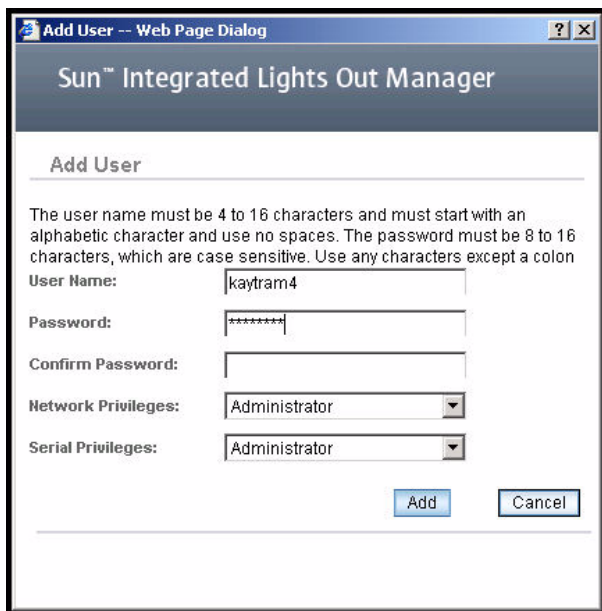 Add User -- Web Page Dialog
Sun™ Integrated Lights Out Manager
Add User
The user name must be 4 to 16 characters and must start with an
alphabetic character and use no spaces. The password must be 8 to 16
characters, which are case sensitive. Use any characters except a colon
User Name: kaytram4
Password: ********
Confirm Password:
Network Privileges: Administrator
Serial Privileges: Administrator
Add Cancel